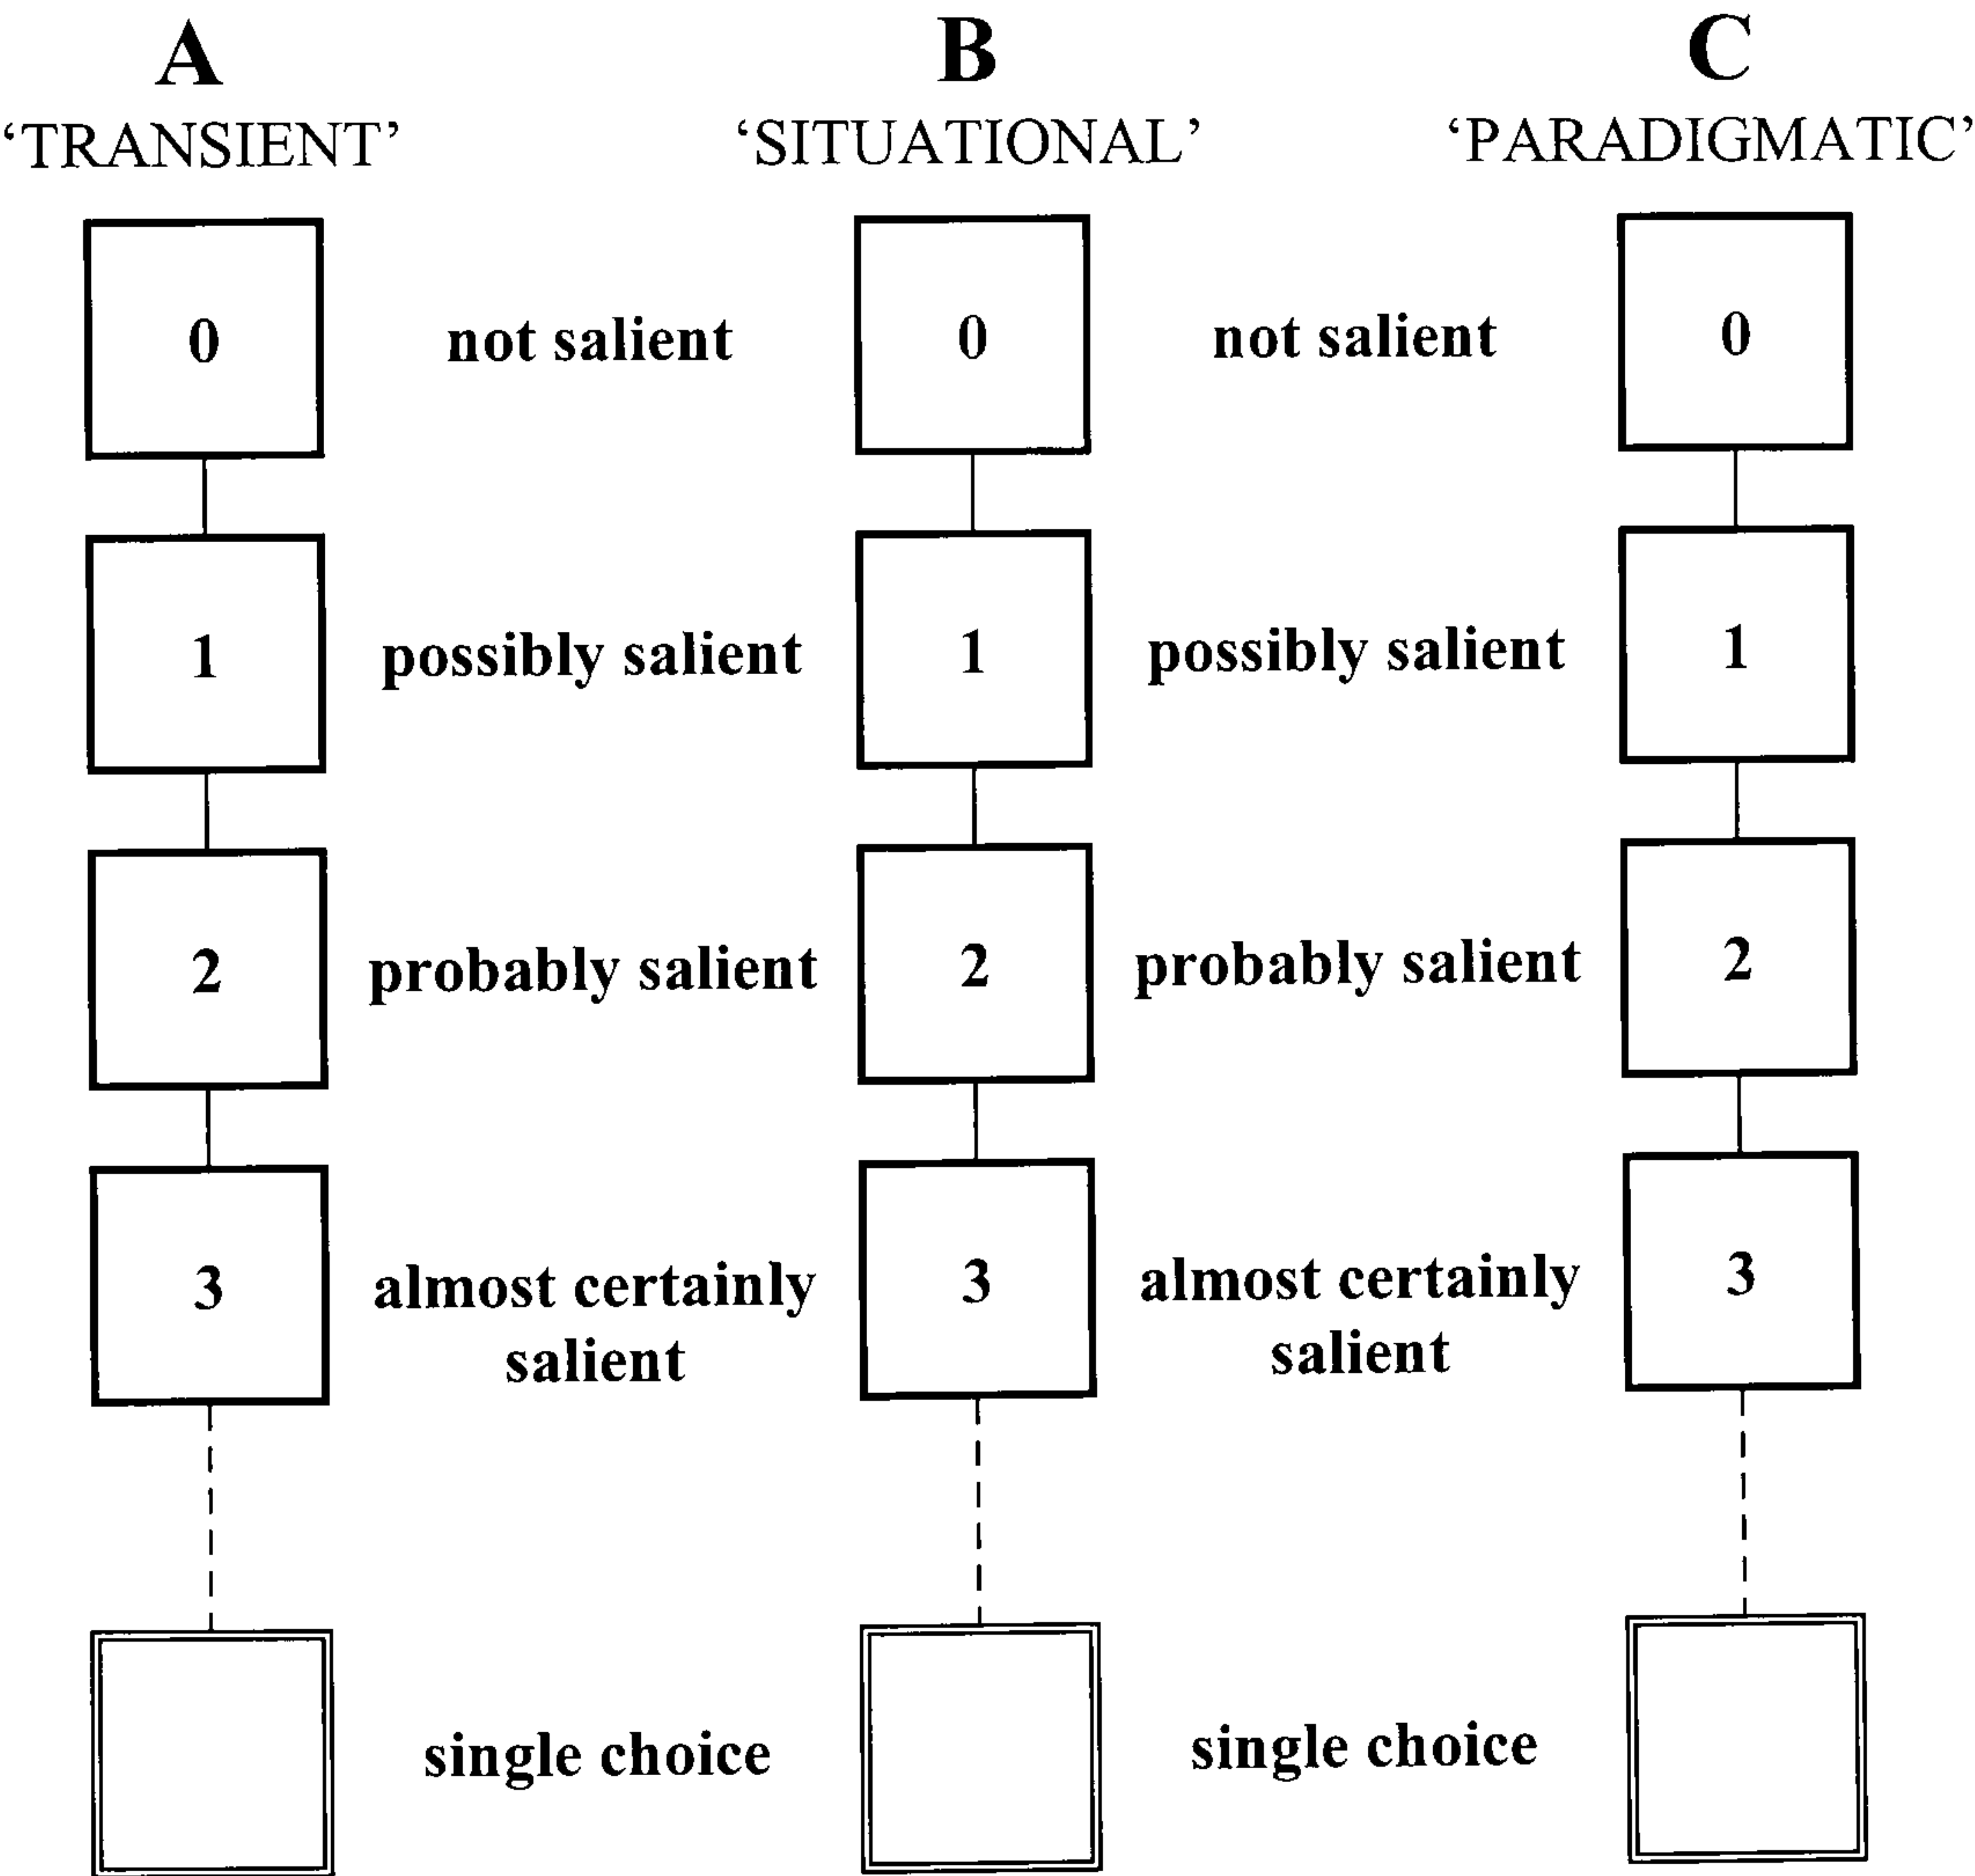 A B C
‘TRANSIENT’ ‘SITUATIONAL’ ‘PARADIGMATIC’
0 not salient 0 not salient 0
1 possibly salient 1 possibly salient 1
2 probably salient 2 probably salient 2
3 almost certainly 3 almost certainly 3
salient salient
single choice single choice